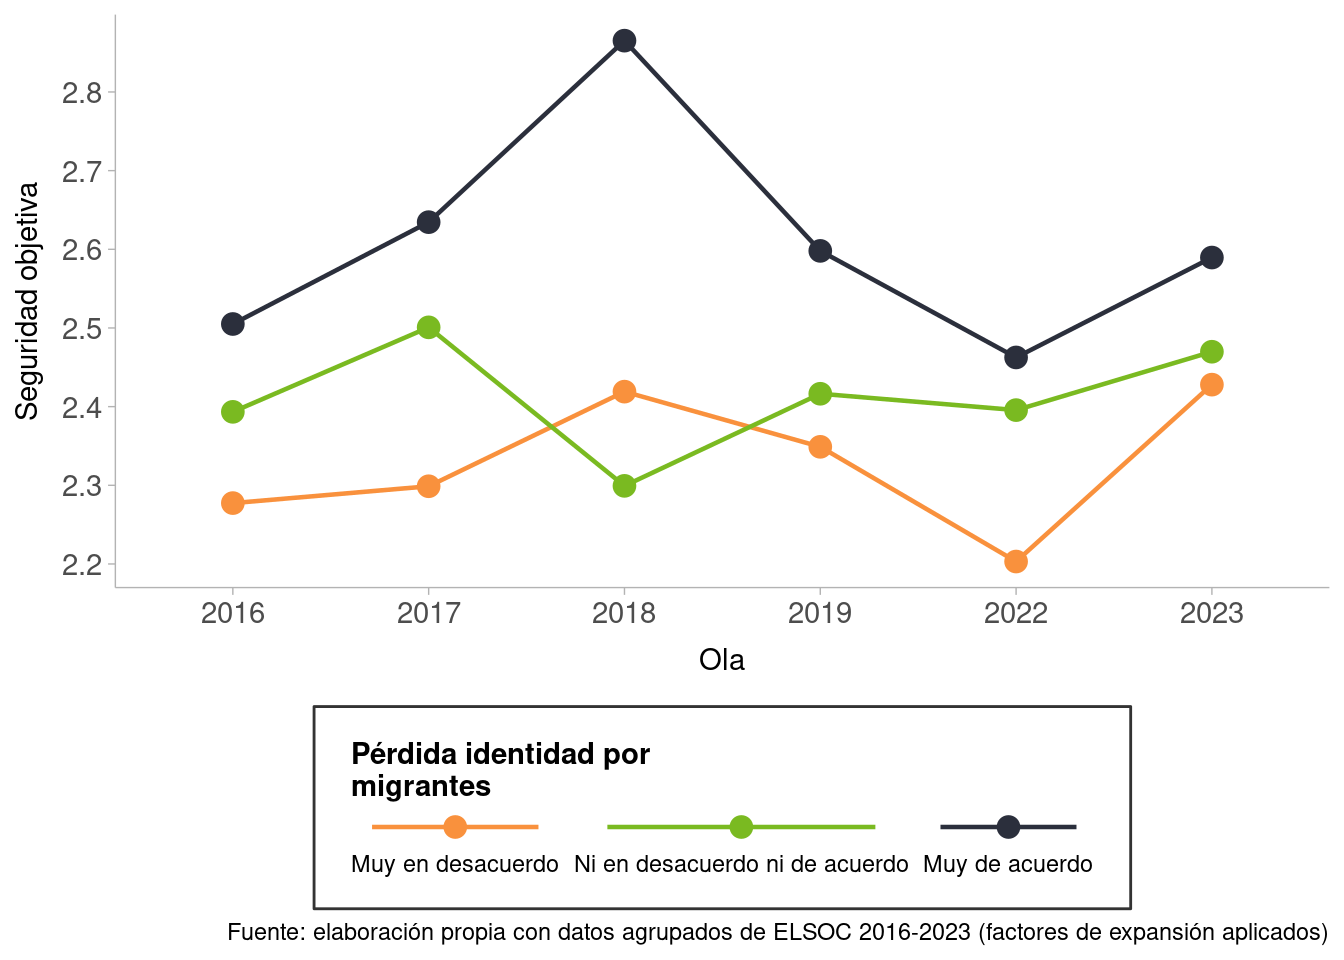 Seguridad objetiva
2.8
2.7
2.6
2.5
2.4
2.3
2.2
2016 2017 2018 2019 2022 2023
Ola
Pérdida identidad por
migrantes
Muy en desacuerdo Ni en desacuerdo ni de acuerdo Muy de acuerdo
Fuente: elaboración propia con datos agrupados de ELSOC 2016-2023 (factores de expansión aplicados)